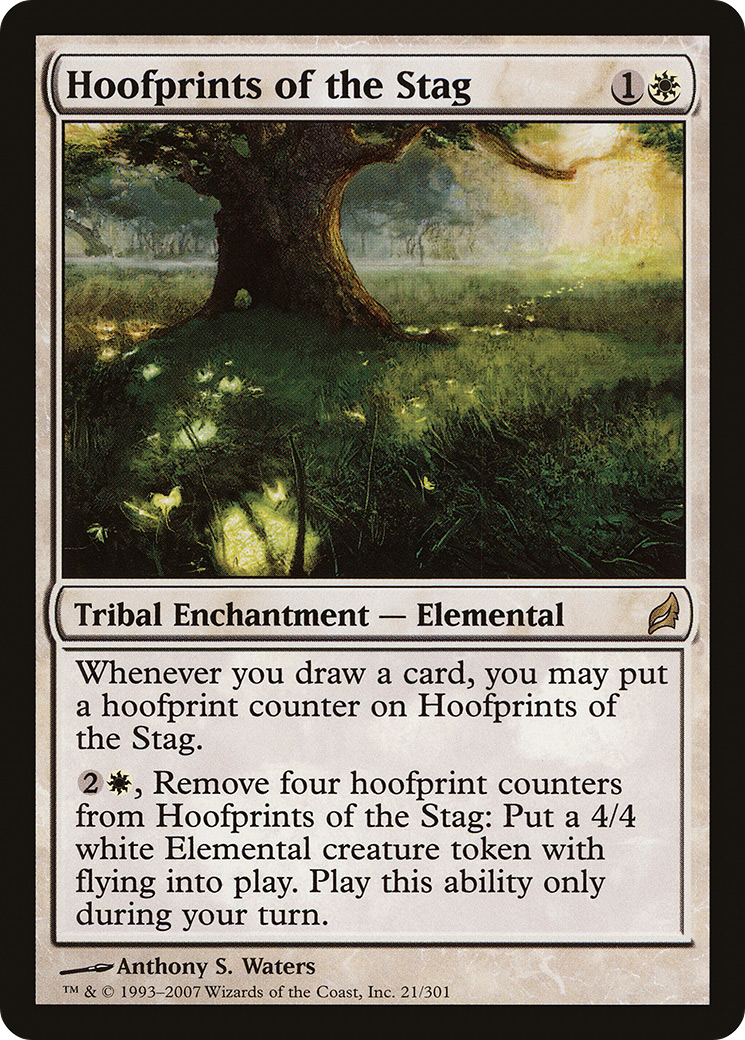 Hoofprints of the Stag 1
Tribal Enchantment — Elemental
Whenever you draw a card, you may put
a hoofprint counter on Hoofprints of
the Stag.
2, Remove four hoofprint counters
from Hoofprints of the Stag: Put a 4/4
white Elemental creature token with
flying into play. Play this ability only
during your turn.
Anthony S. Waters
™ & © 1993–2007 Wizards of the Coast, Inc. 21/301